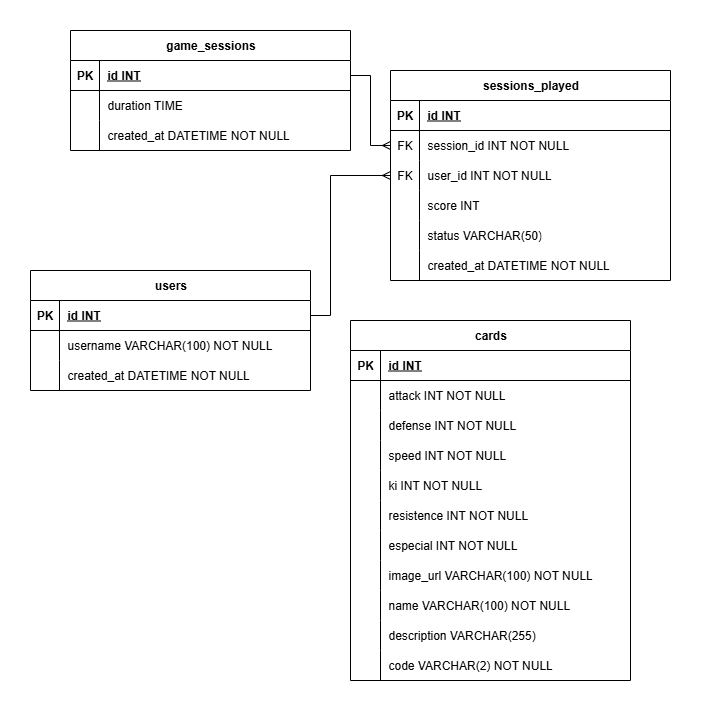 game_sessions
PK id INT
duration TIME
created_at DATETIME NOT NULL
sessions_played
PK id INT
FK session_id INT NOT NULL
FK user_id INT NOT NULL
score INT
status VARCHAR(50)
created_at DATETIME NOT NULL
users
PK id INT
username VARCHAR(100) NOT NULL
created_at DATETIME NOT NULL
cards
PK id INT
attack INT NOT NULL
defense INT NOT NULL
speed INT NOT NULL
ki INT NOT NULL
resistence INT NOT NULL
especial INT NOT NULL
image_url VARCHAR(100) NOT NULL
name VARCHAR(100) NOT NULL
description VARCHAR(255)
code VARCHAR(2) NOT NULL